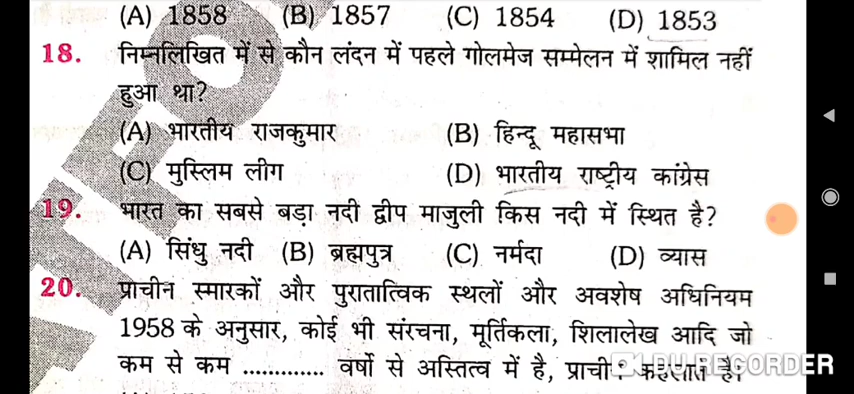 (A) 1858 (B) 1857 (C) 1854 (D) 1853
18. निम्नलिखित में से कौन लंदन में पहले गोलमेज सम्मेलन में शामिल नहीं
हुआ था?
(A) भारतीय राजकुमार (B) हिन्दू महासभा
(C) मुस्लिम लीग (D) भारतीय राष्ट्रीय कांग्रेस
19. भारत का सबसे बड़ा नदी द्वीप माजुली किस नदी में स्थित है?
(A) सिंधु नदी (B) ब्रह्मपुत्र (C) नर्मदा (D) व्यास
20. प्राचीन स्मारकों और पुरातात्विक स्थलों और अवशेष अधिनियम
1958 के अनुसार, कोई भी संरचना, मूर्तिकला, शिलालेख आदि जो
कम से कम ............. वर्षो से अस्तित्व में है, कहलाते है।
DU RECORDER